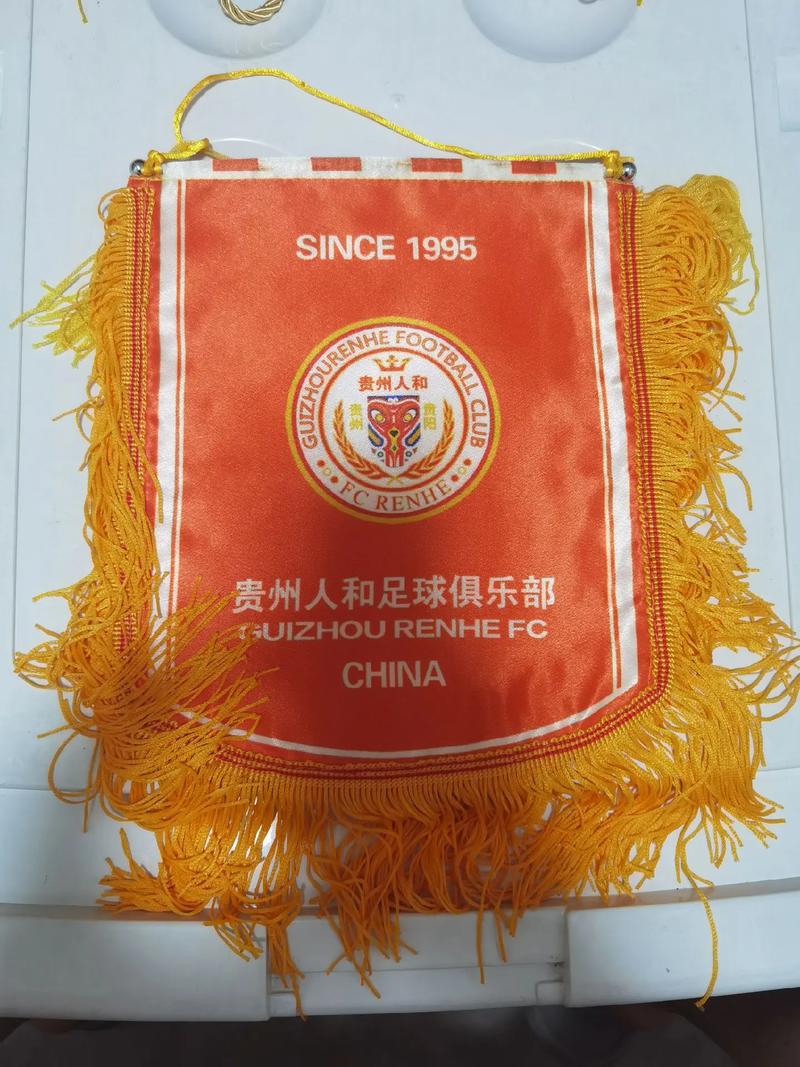 SINCE 1995
GUIZHOURENHE FOOTBALL CLUB
贵州人和
贵州
贵阳
FC RENHE
贵州人和足球俱乐部
GUIZHOU RENHE FC
CHINA